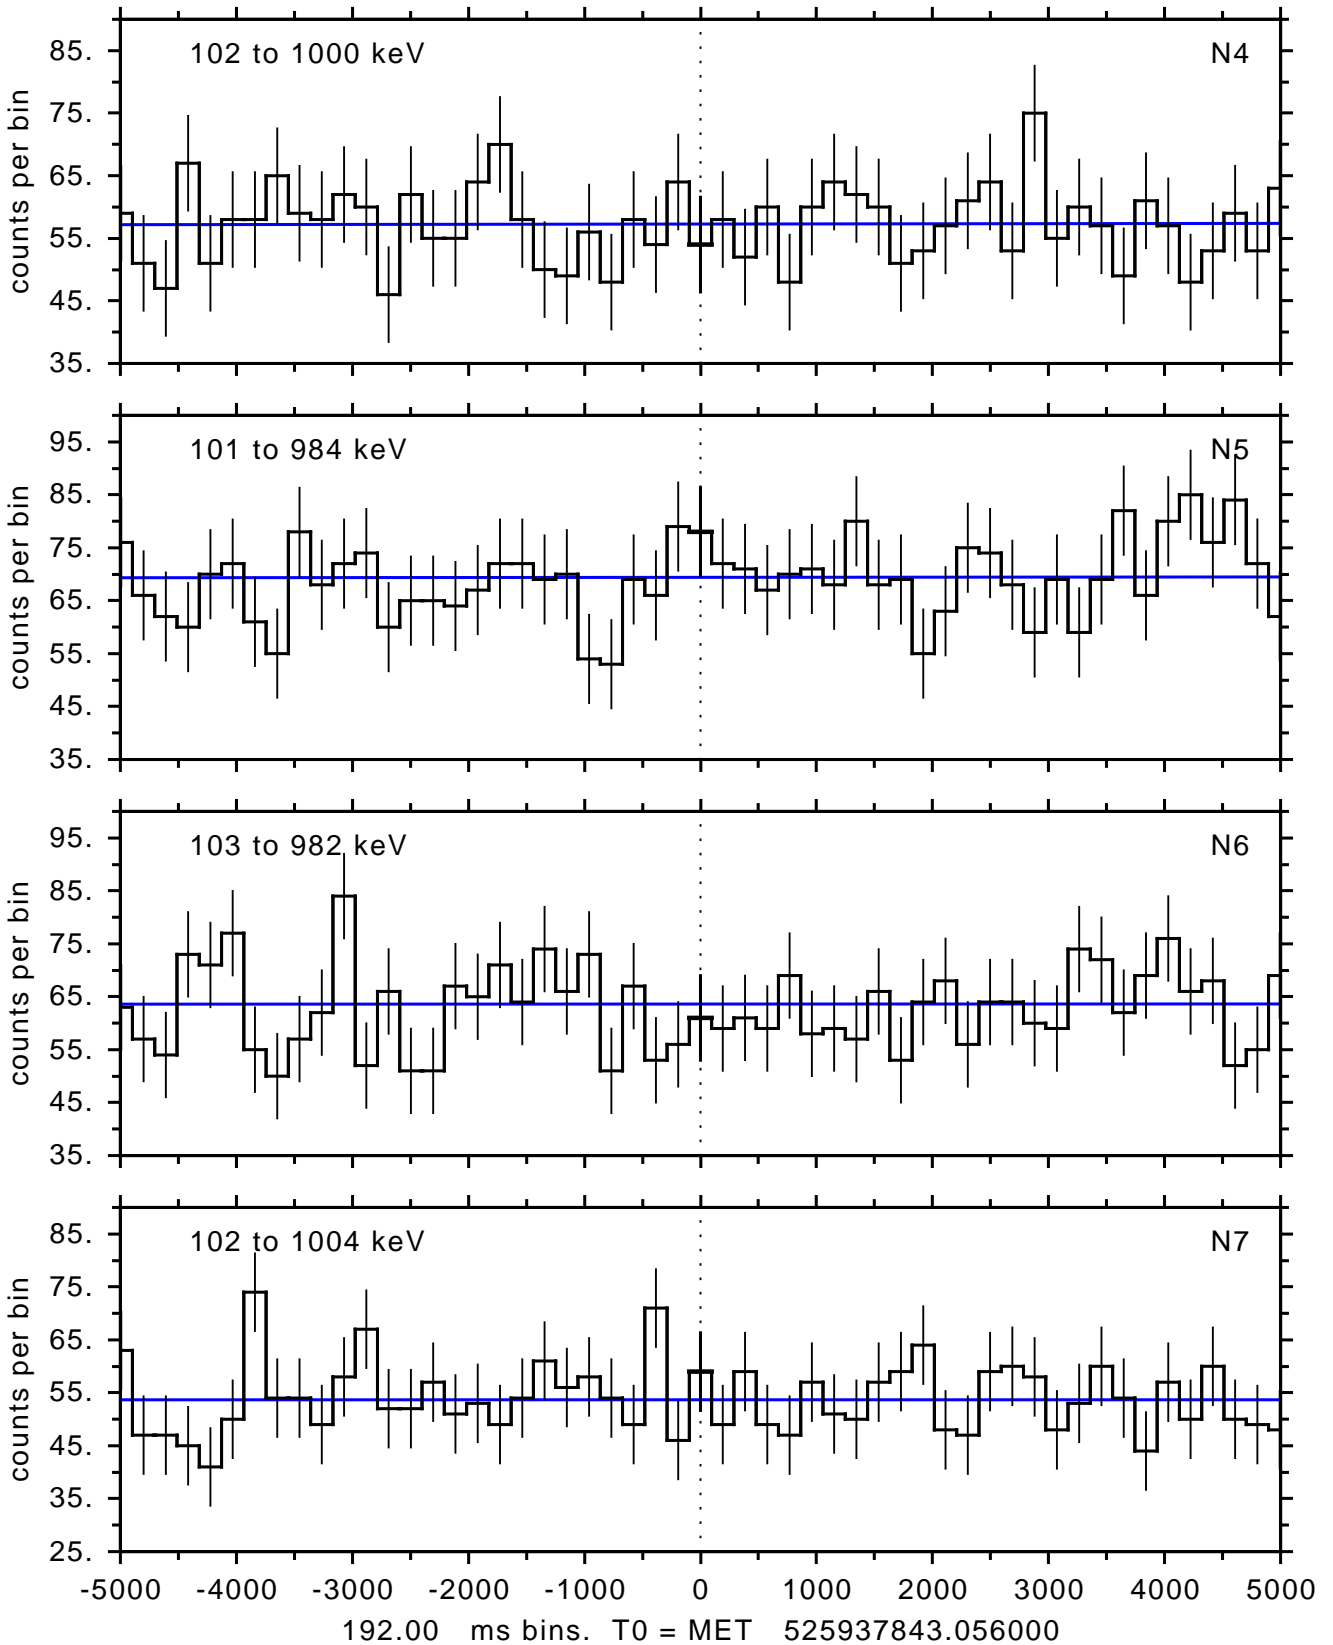 102 to 1000 keV N4
counts per bin
85.
75.
65.
55.
45.
35.
101 to 984 keV N5
counts per bin
95.
85.
75.
65.
55.
45.
35.
103 to 982 keV N6
counts per bin
95.
85.
75.
65.
55.
45.
35.
102 to 1004 keV N7
counts per bin
85.
75.
65.
55.
45.
35.
25.
-5000 -4000 -3000 -2000 -1000 0 1000 2000 3000 4000 5000
192.00 ms bins. T0 = MET 525937843.056000